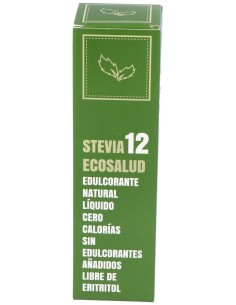 STEVIA 12
ECOSALUD
EDULCORANTE
NATURAL
LÍQUIDO
CERO
CALORÍAS
SIN
EDULCORANTES
AÑADIDOS
LIBRE DE
ERITRITOL